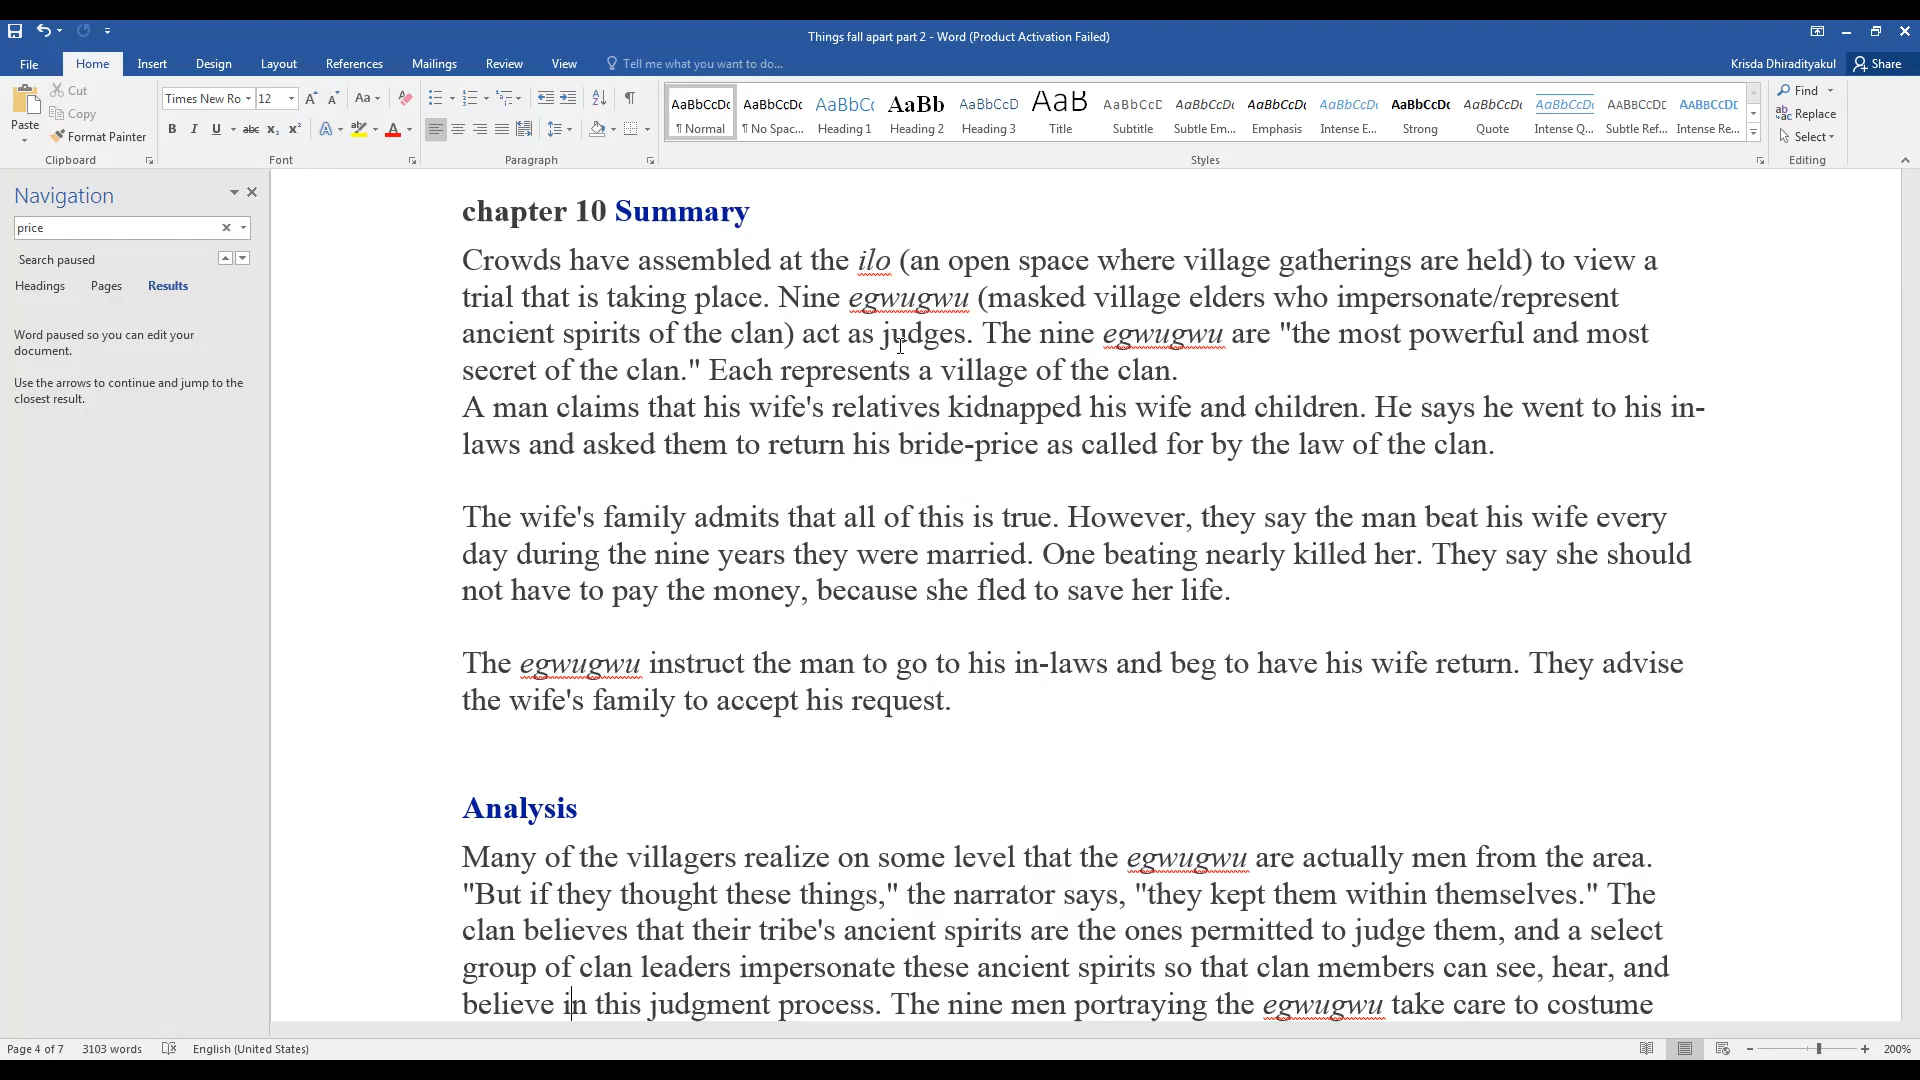 Things fall apart part 2 - Word (Product Activation Failed)
File Home Insert Design Layout References Mailings Review View Tell me what you want to do... Krisda Dhiradityakul Share
Paste
Cut
Copy
Format Painter
Clipboard
Times New Ro 12
Font
Paragraph
AaBbCcDc AaBbCcDc AaBbC AaBb AaBbCcD AaB AaBbCcD AaBbCcDc AaBbCcDc AaBbCcDc AaBbCcDc AaBbCcDc AaBbCcDc AABBCCDE AABBCCDE
¶ Normal ¶ No Spac... Heading 1 Heading 2 Heading 3 Title Subtitle Subtle Em... Emphasis Intense E... Strong Quote Intense Q... Subtle Ref... Intense Re...
Styles
Find
Replace
Select
Editing
Navigation
price
Search paused
Headings Pages Results
Word paused so you can edit your
document.
Use the arrows to continue and jump to the
closest result.
chapter 10 Summary
Crowds have assembled at the ilo (an open space where village gatherings are held) to view a
trial that is taking place. Nine egwugwu (masked village elders who impersonate/represent
ancient spirits of the clan) act as judges. The nine egwugwu are "the most powerful and most
secret of the clan." Each represents a village of the clan.
A man claims that his wife's relatives kidnapped his wife and children. He says he went to his in-
laws and asked them to return his bride-price as called for by the law of the clan.
The wife's family admits that all of this is true. However, they say the man beat his wife every
day during the nine years they were married. One beating nearly killed her. They say she should
not have to pay the money, because she fled to save her life.
The egwugwu instruct the man to go to his in-laws and beg to have his wife return. They advise
the wife's family to accept his request.
Analysis
Many of the villagers realize on some level that the egwugwu are actually men from the area.
"But if they thought these things," the narrator says, "they kept them within themselves." The
clan believes that their tribe's ancient spirits are the ones permitted to judge them, and a select
group of clan leaders impersonate these ancient spirits so that clan members can see, hear, and
believe in this judgment process. The nine men portraying the egwugwu take care to costume
Page 4 of 7 3103 words English (United States) 200%